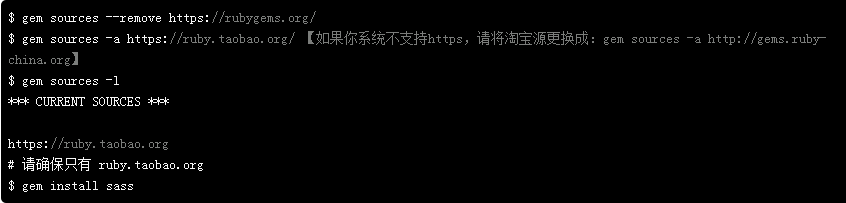 $ gem sources --remove https://rubygems.org/
$ gem sources -a https://ruby.taobao.org/ 【如果你系统不支持https，请将淘宝源更换成：gem sources -a http://gems.ruby-
china.org】
$ gem sources -l
*** CURRENT SOURCES ***
https://ruby.taobao.org
# 请确保只有 ruby.taobao.org
$ gem install sass